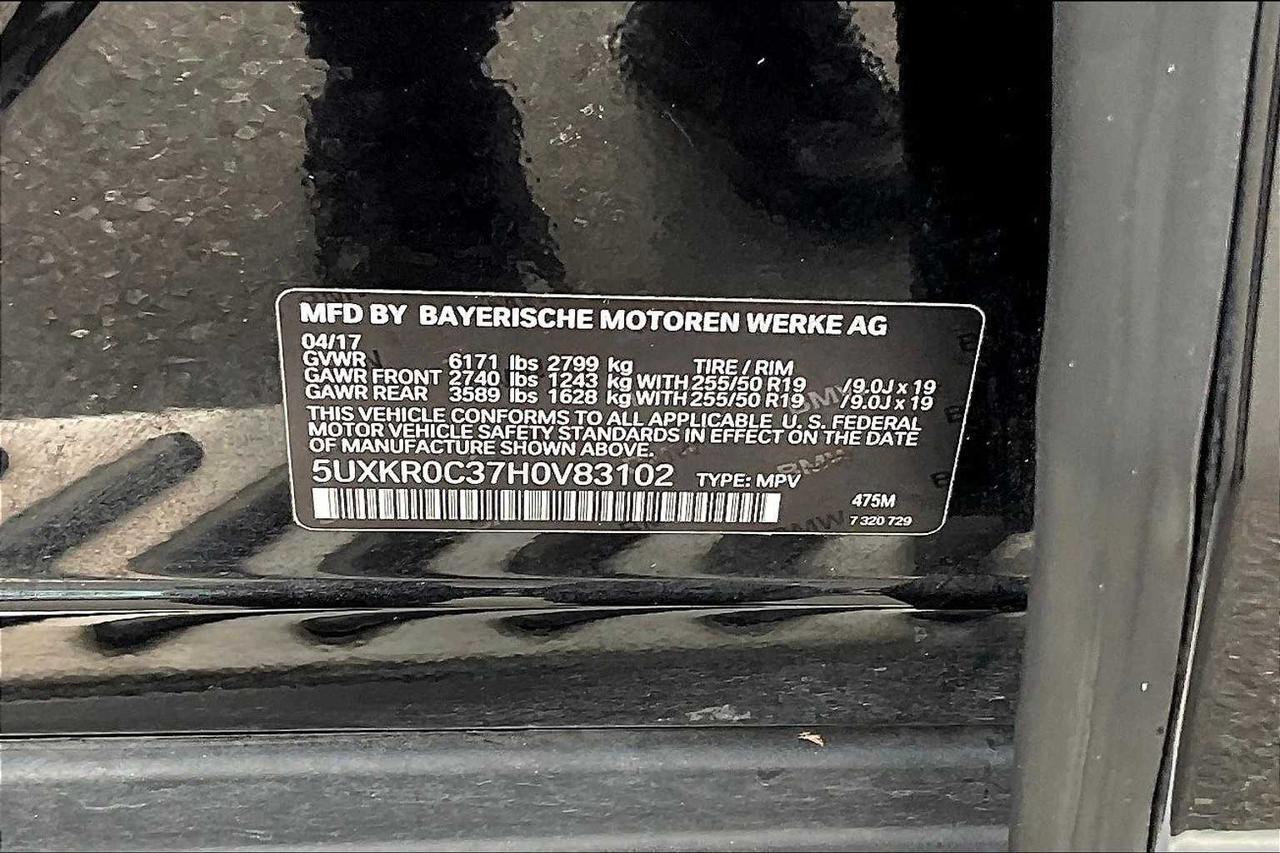 MFD BY BAYERISCHE MOTOREN WERKE AG
04/17
GVWR 6171 lbs 2799 kg TIRE / RIM
GAWR FRONT 2740 lbs 1243 kg WITH 255/50 R19 /9.0J x 19
GAWR REAR 3589 lbs 1628 kg WITH 255/50 R19 /9.0J x 19
THIS VEHICLE CONFORMS TO ALL APPLICABLE U. S. FEDERAL
MOTOR VEHICLE SAFETY STANDARDS IN EFFECT ON THE DATE
OF MANUFACTURE SHOWN ABOVE.
5UXKR0C37H0V83102 TYPE: MPV
475M
7 320 729